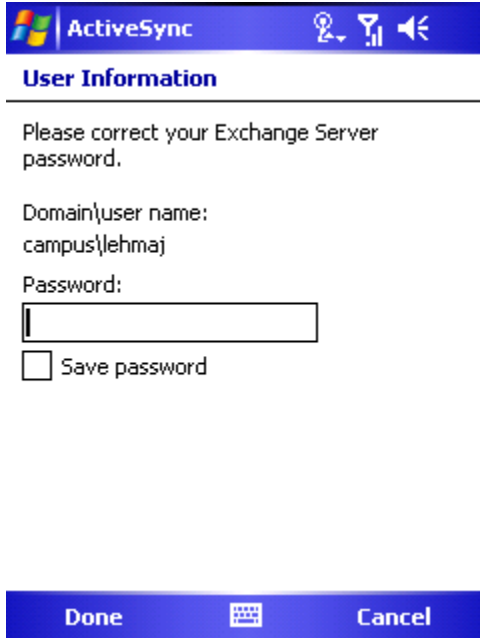 ActiveSync
User Information
Please correct your Exchange Server
password.
Domain\user name:
campus\lehmaj
Password:
Save password
Done Cancel